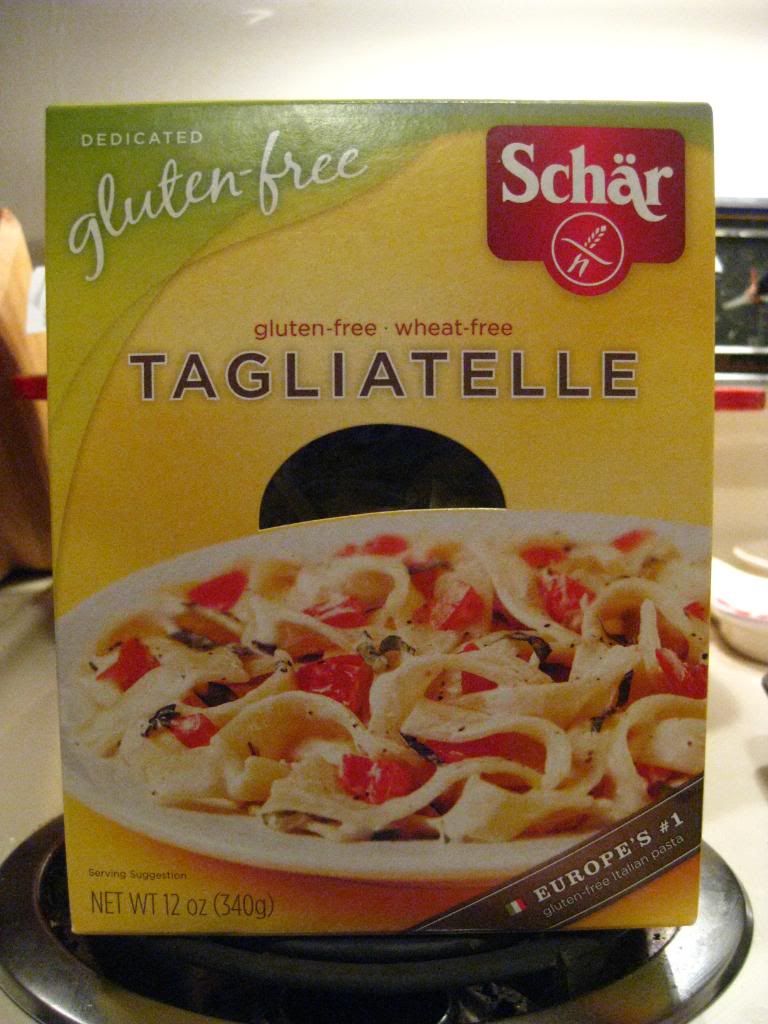 DEDICATED
gluten-free
Schär
gluten-free · wheat-free
TAGLIATELLE
Serving Suggestion
NET WT 12 oz (340g)
EUROPE'S #1
gluten-free Italian pasta